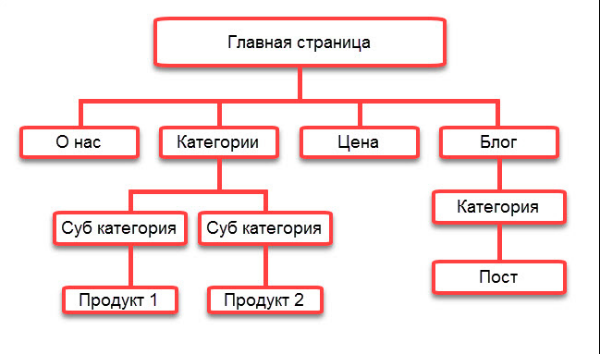 Главная страница
О нас
Категории
Цена
Блог
Суб категория
Суб категория
Категория
Продукт 1
Продукт 2
Пост